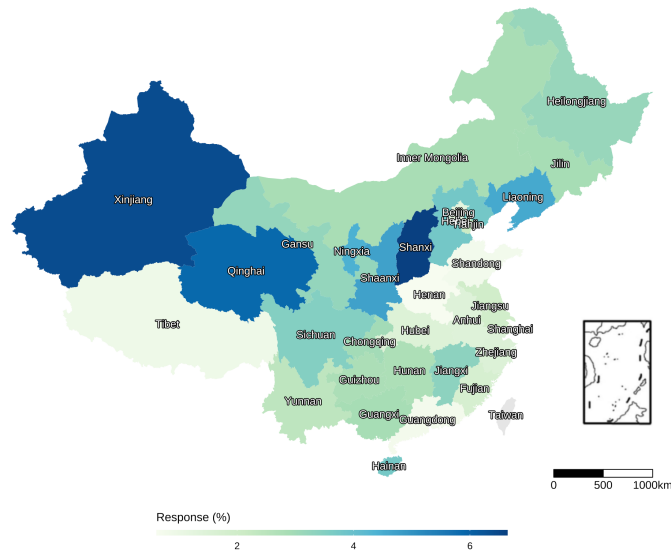 Heilongjiang
Inner Mongolia
Jilin
Xinjiang
Liaoning
Beijing
Hebei
Tianjin
Gansu
Ningxia
Shanxi
Shandong
Qinghai
Shaanxi
Henan
Jiangsu
Tibet
Anhui
Shanghai
Sichuan
Hubei
Chongqing
Zhejiang
Hunan
Jiangxi
Guizhou
Fujian
Yunnan
Guangxi
Guangdong
Taiwan
Hainan
0 500 1000km
Response (%)
2 4 6